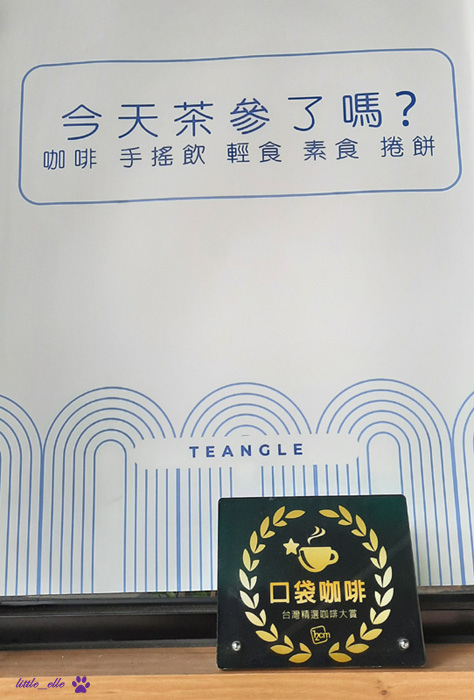 今天茶參了嗎?
咖啡 手搖飲 輕食 素食 捲餅
TEANGLE
口袋咖啡
台灣精選咖啡大賞
little_elle